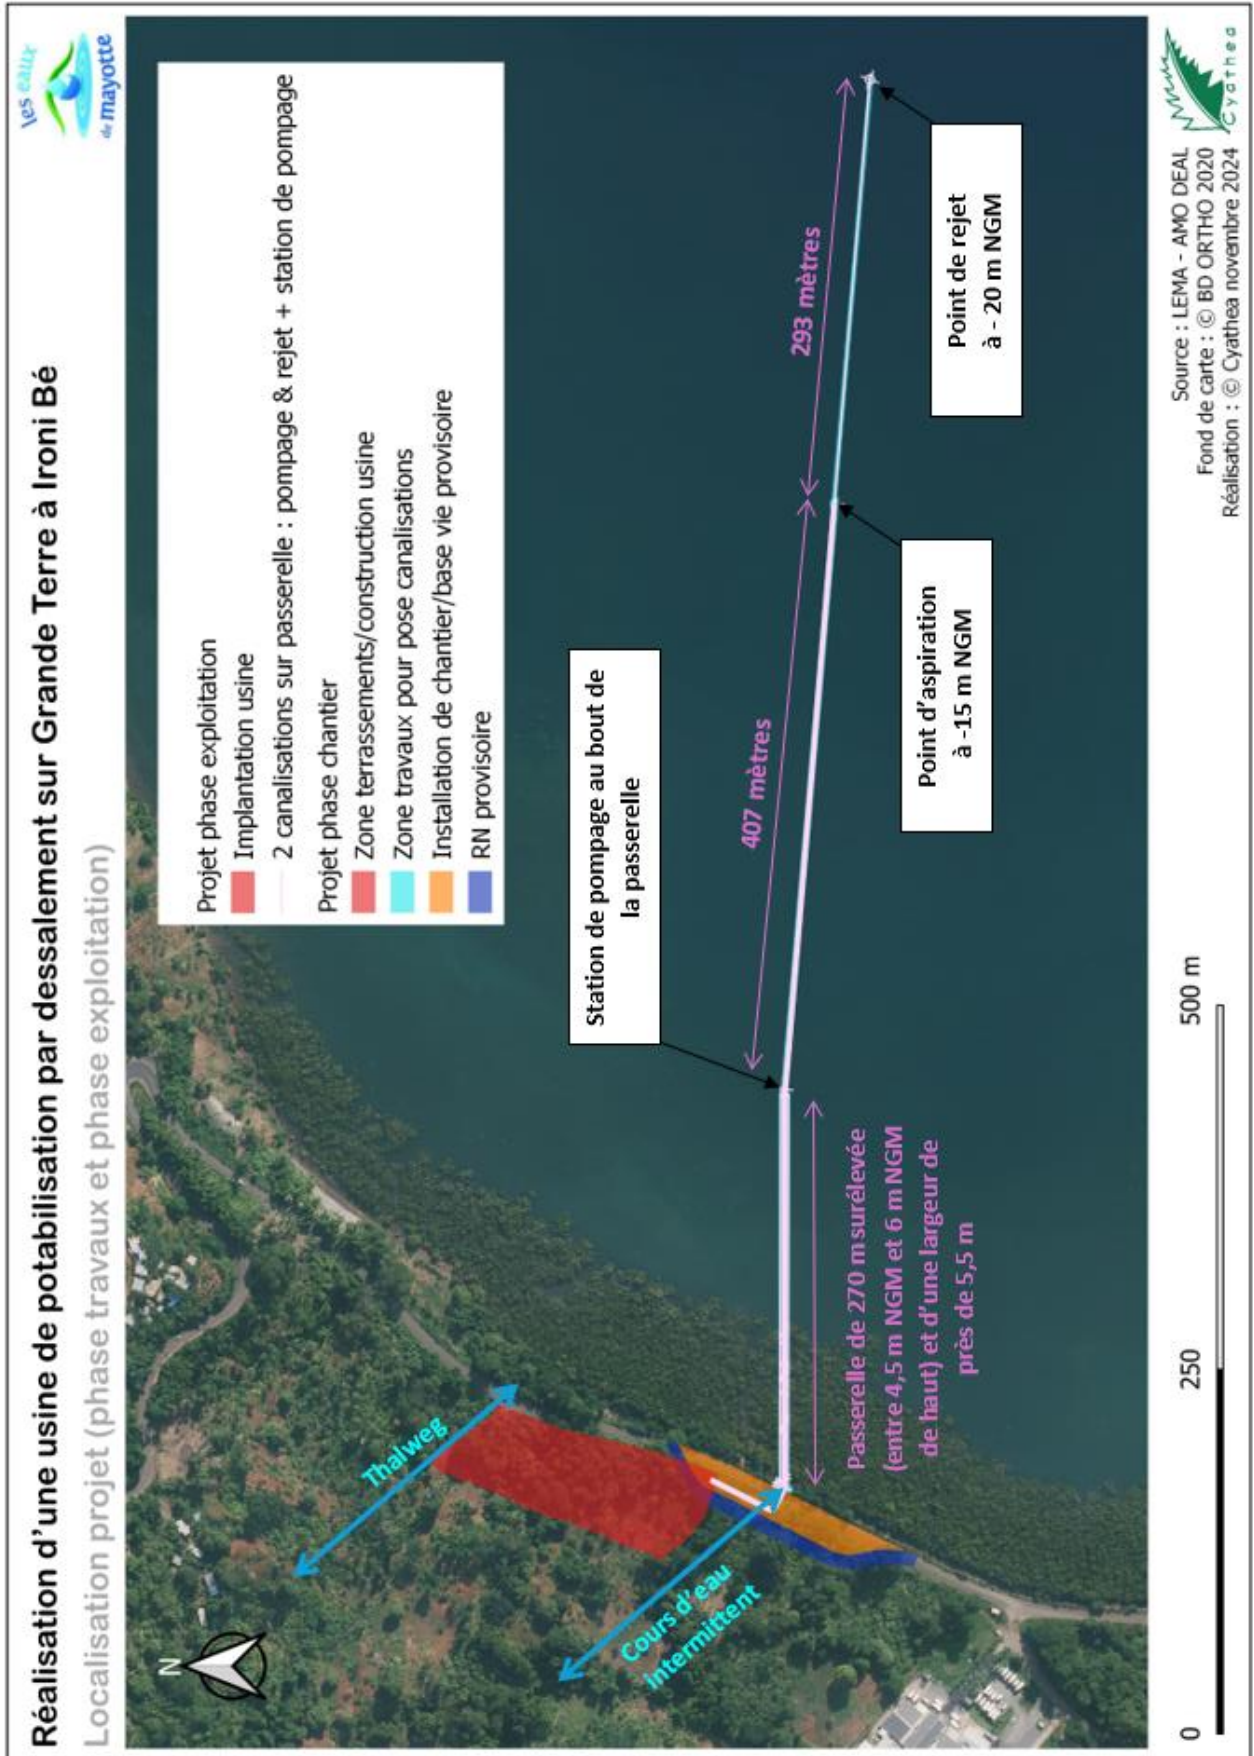 Réalisation d'une usine de potabilisation par dessalement sur Grande Terre à Ironi Bé
Localisation projet (phase travaux et phase exploitation)
les eaux
de mayotte
Projet phase exploitation
Implantation usine
2 canalisations sur passerelle : pompage & rejet + station de pompage
Projet phase chantier
Zone terrassements/construction usine
Zone travaux pour pose canalisations
Installation de chantier/base vie provisoire
RN provisoire
N
Thalweg
Cours d'eau
intermittent
Station de pompage au bout de
la passerelle
407 mètres
293 mètres
Passerelle de 270 m surélevée
(entre 4,5 m NGM et 6 m NGM
de haut) et d'une largeur de
près de 5,5 m
Point d'aspiration
à -15 m NGM
Point de rejet
à - 20 m NGM
0
250
500 m
Source : LEMA - AMO DEAL
Fond de carte : © BD ORTHO 2020
Réalisation : © Cyathea novembre 2024
Cyathea